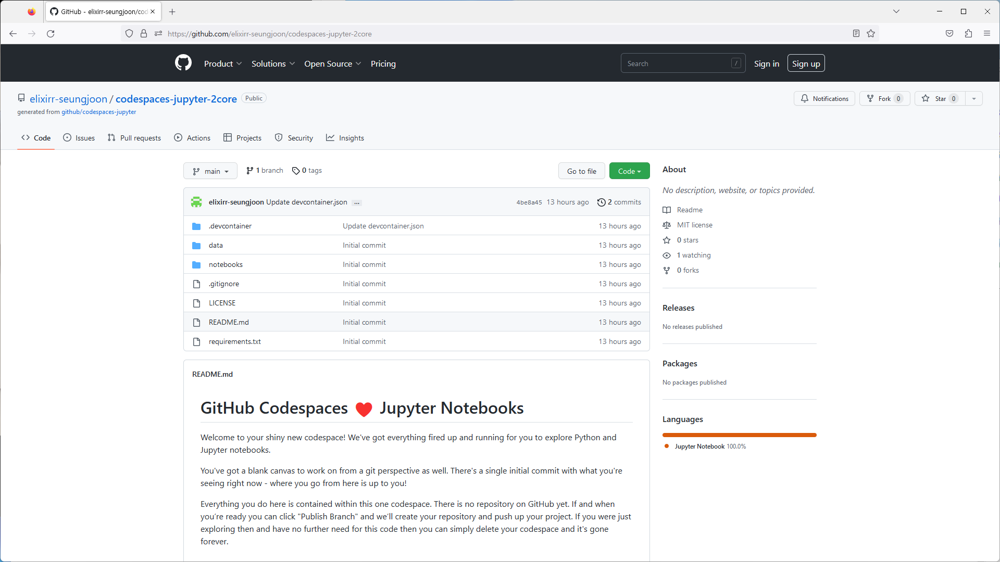 GitHub - elixirr-seungjoon/cod
https://github.com/elixirr-seungjoon/codespaces-jupyter-2core
Product Solutions Open Source Pricing Search / Sign in Sign up
elixirr-seungjoon / codespaces-jupyter-2core Public Notifications Fork 0 Star 0
generated from github/codespaces-jupyter
Code Issues Pull requests Actions Projects Security Insights
main 1 branch 0 tags Go to file Code
elixirr-seungjoon Update devcontainer.json ... 4be8a45 13 hours ago 2 commits
.devcontainer Update devcontainer.json 13 hours ago
data Initial commit 13 hours ago
notebooks Initial commit 13 hours ago
.gitignore Initial commit 13 hours ago
LICENSE Initial commit 13 hours ago
README.md Initial commit 13 hours ago
requirements.txt Initial commit 13 hours ago
README.md
GitHub Codespaces ♥ Jupyter Notebooks
Welcome to your shiny new codespace! We've got everything fired up and running for you to explore Python and
Jupyter notebooks.
You've got a blank canvas to work on from a git perspective as well. There's a single initial commit with what you're
seeing right now - where you go from here is up to you!
Everything you do here is contained within this one codespace. There is no repository on GitHub yet. If and when
you’re ready you can click "Publish Branch" and we’ll create your repository and push up your project. If you were just
exploring then and have no further need for this code then you can simply delete your codespace and it's gone
forever.
About
No description, website, or topics provided.
Readme
MIT license
0 stars
1 watching
0 forks
Releases
No releases published
Packages
No packages published
Languages
Jupyter Notebook 100.0%